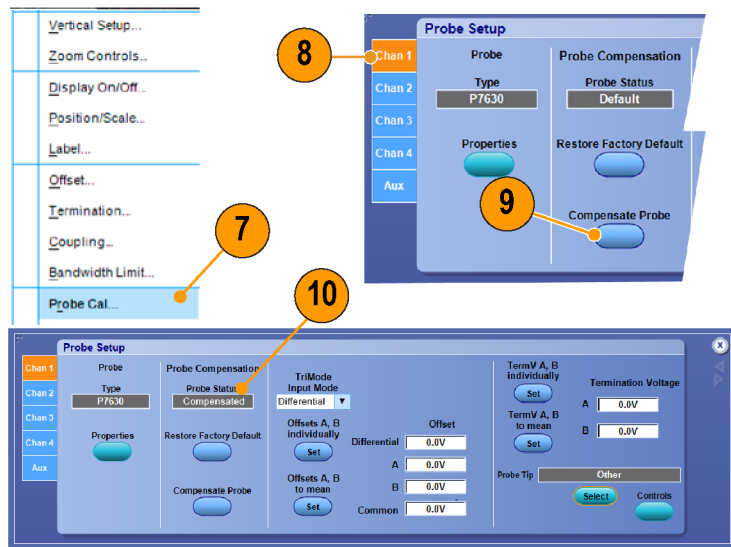 Vertical Setup...
Zoom Controls..
Display On/Off..
Position/Scale...
Label...
Offset...
Termination...
Coupling...
Bandwidth Limit...
Probe Cal...
7
8
Probe Setup
Chan 1
Chan 2
Chan 3
Chan 4
Aux
Probe
Type
P7630
Properties
Probe Compensation
Probe Status
Default
Restore Factory Default
9
Compensate Probe
10
Probe Setup
Chan 1
Chan 2
Chan 3
Chan 4
Aux
Probe
Type
P7630
Properties
Probe Compensation
Probe Status
Compensated
Restore Factory Default
Compensate Probe
TriMode
Input Mode
Differential
Offsets A, B
individually
Set
Offsets A, B
to mean
Set
Offset
Differential 0.0V
A 0.0V
B 0.0V
Common 0.0V
TermV A, B
individually
Set
TermV A, B
to mean
Set
Termination Voltage
A 0.0V
B 0.0V
Probe Tip Other
Select
Controls
X